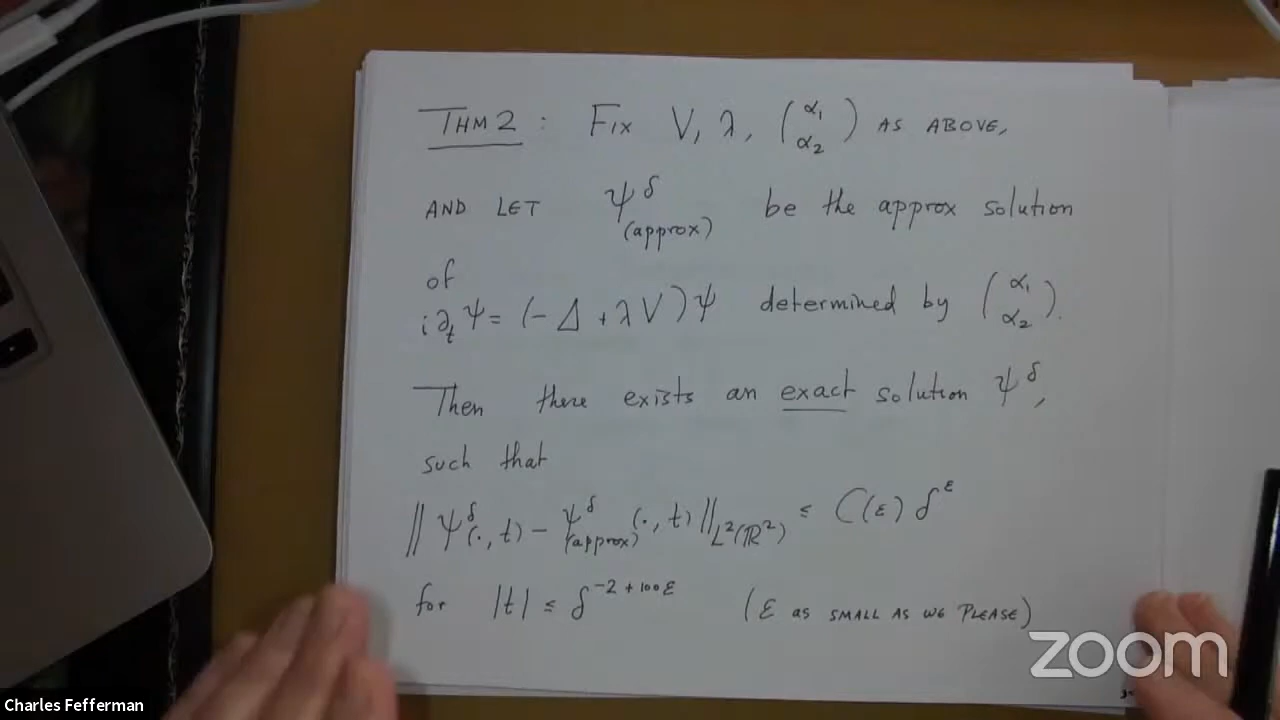 THM 2 : FIX V, λ, (α₁ α₂) AS ABOVE,
AND LET ψ^δ_(approx) be the approx solution
of
i∂_t ψ = (-Δ + λV)ψ determined by (α₁ α₂).
Then there exists an exact solution ψ^δ,
such that
‖ψ^δ(·,t) - ψ^δ_(approx)(·,t)‖_L²(ℝ²) ≤ C(ε) δ^ε
for |t| ≤ δ^(-2+100ε) (ε AS SMALL AS WE PLEASE)
zoom
Charles Fefferman